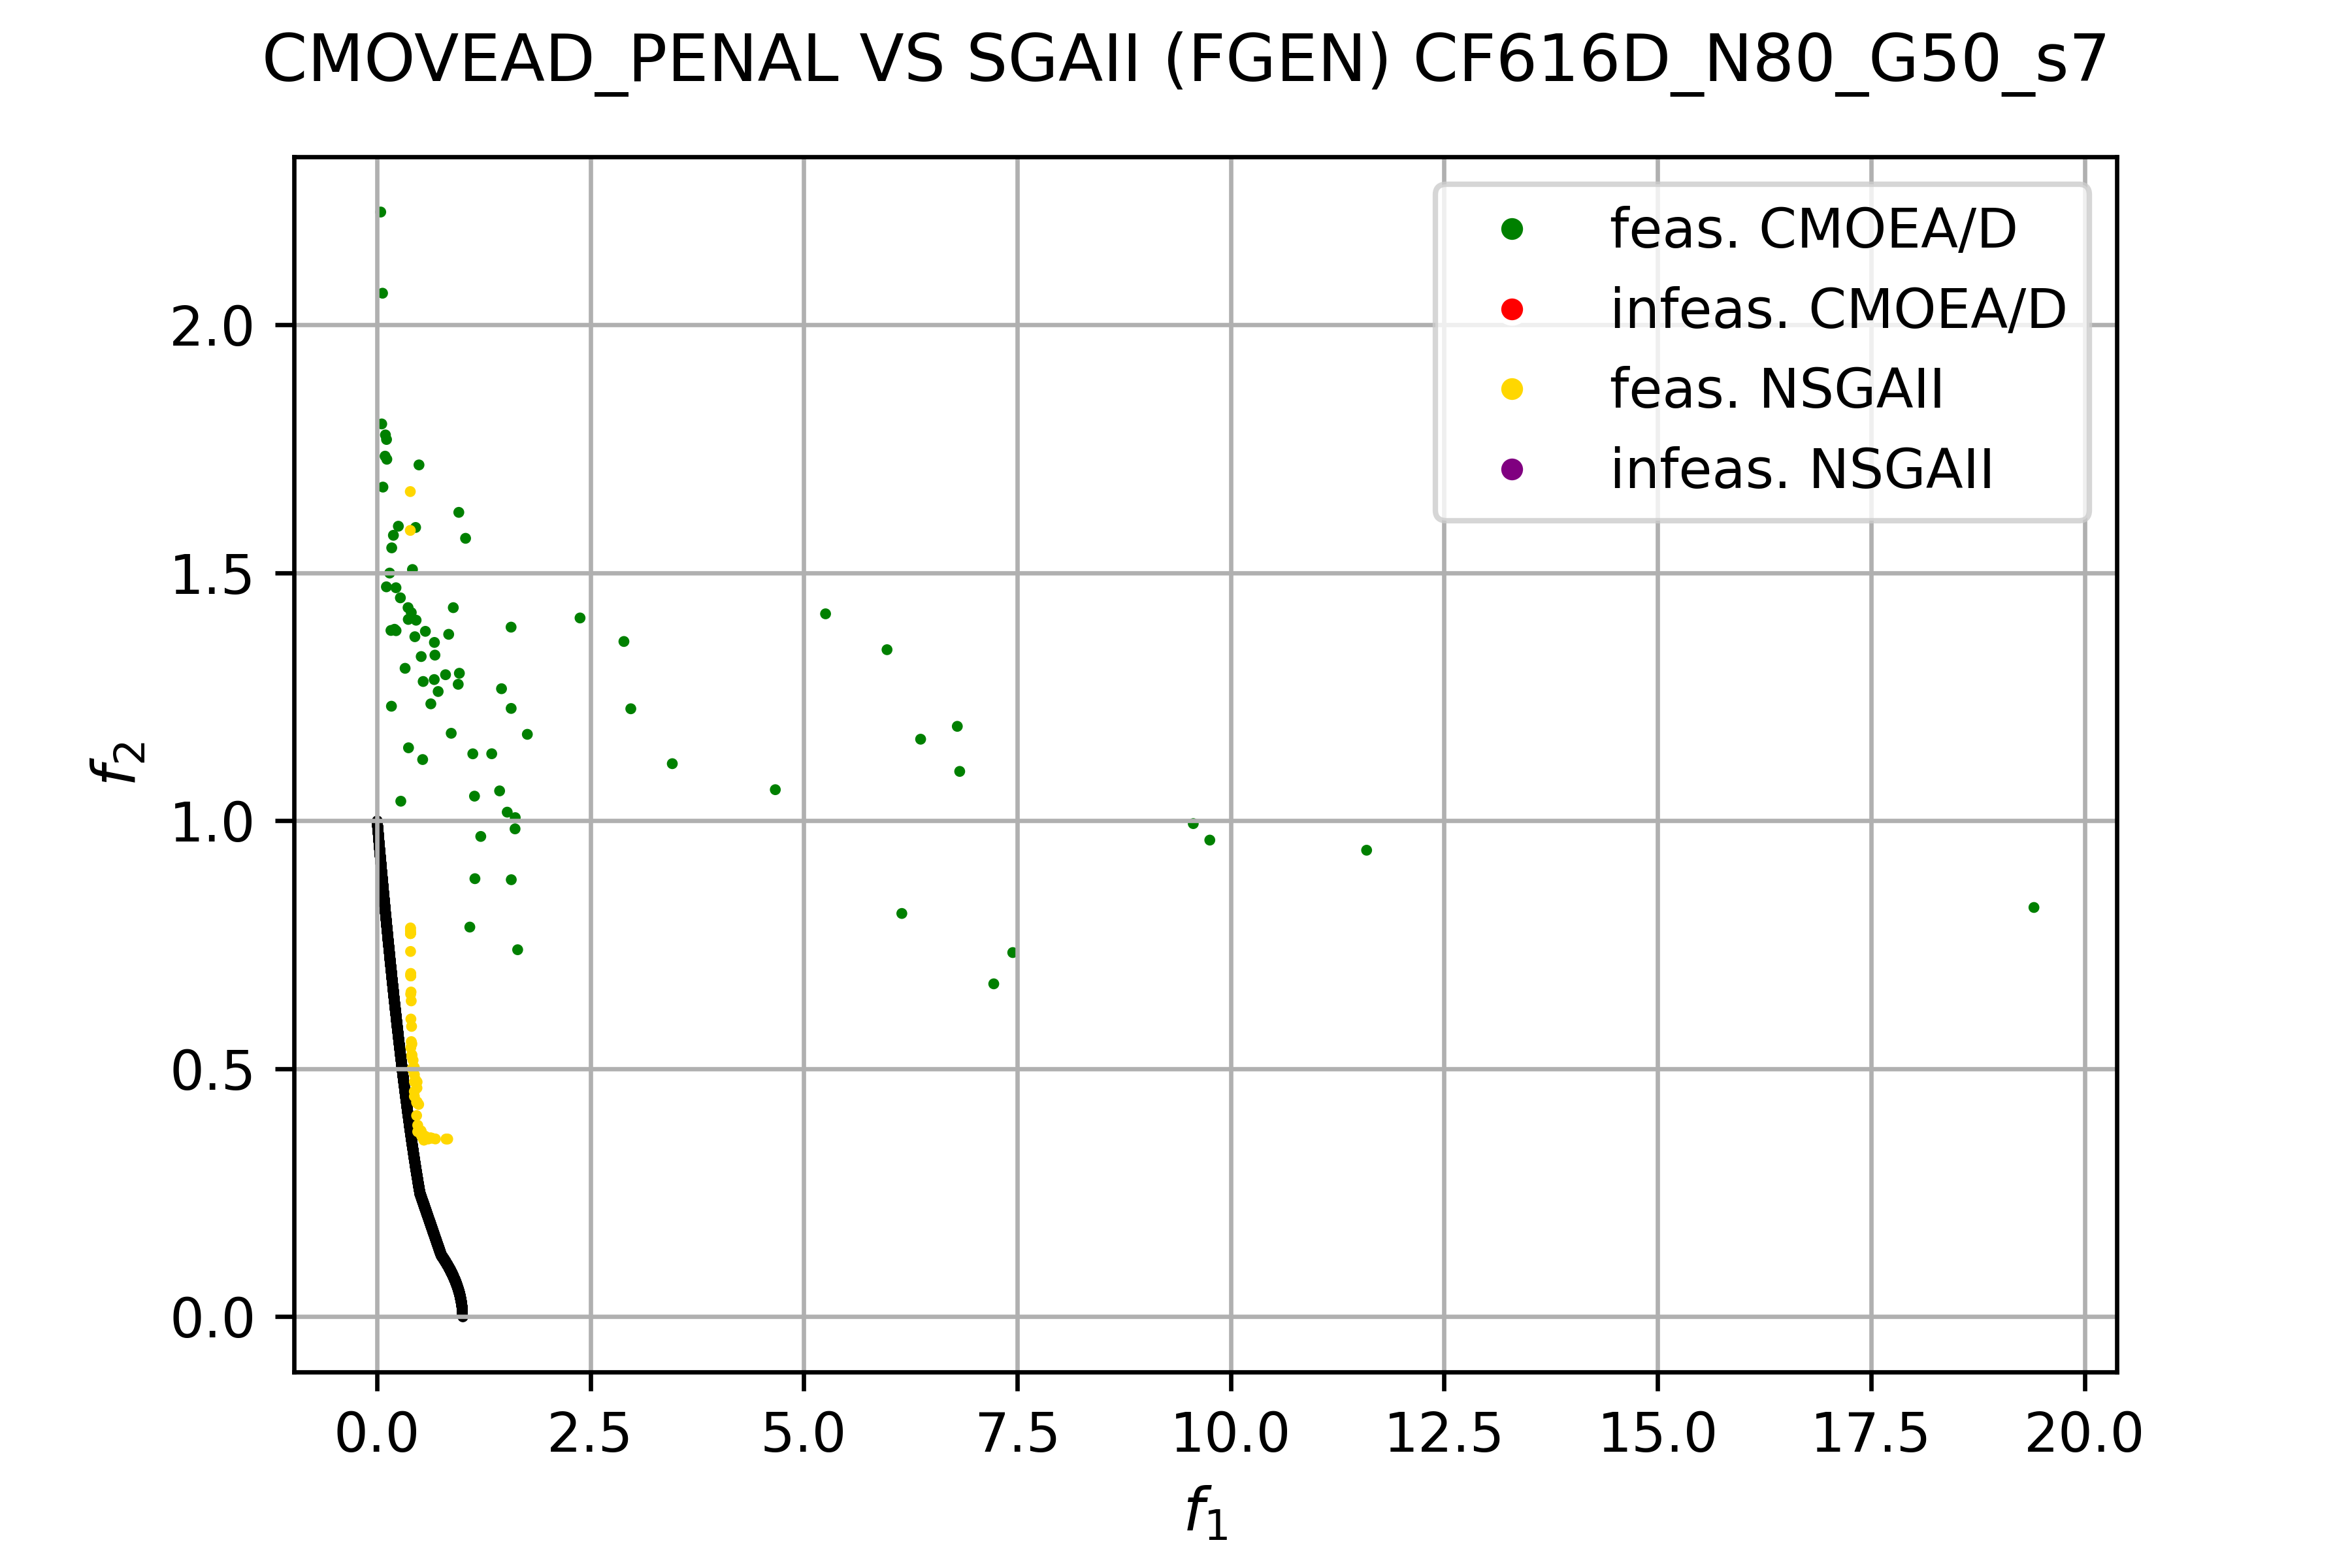 CMOVEAD_PENAL VS SGAII (FGEN) CF616D_N80_G50_s7
feas. CMOEA/D
infeas. CMOEA/D
feas. NSGAII
infeas. NSGAII
2.0
1.5
1.0
0.5
0.0
f2
0.0 2.5 5.0 7.5 10.0 12.5 15.0 17.5 20.0
f1